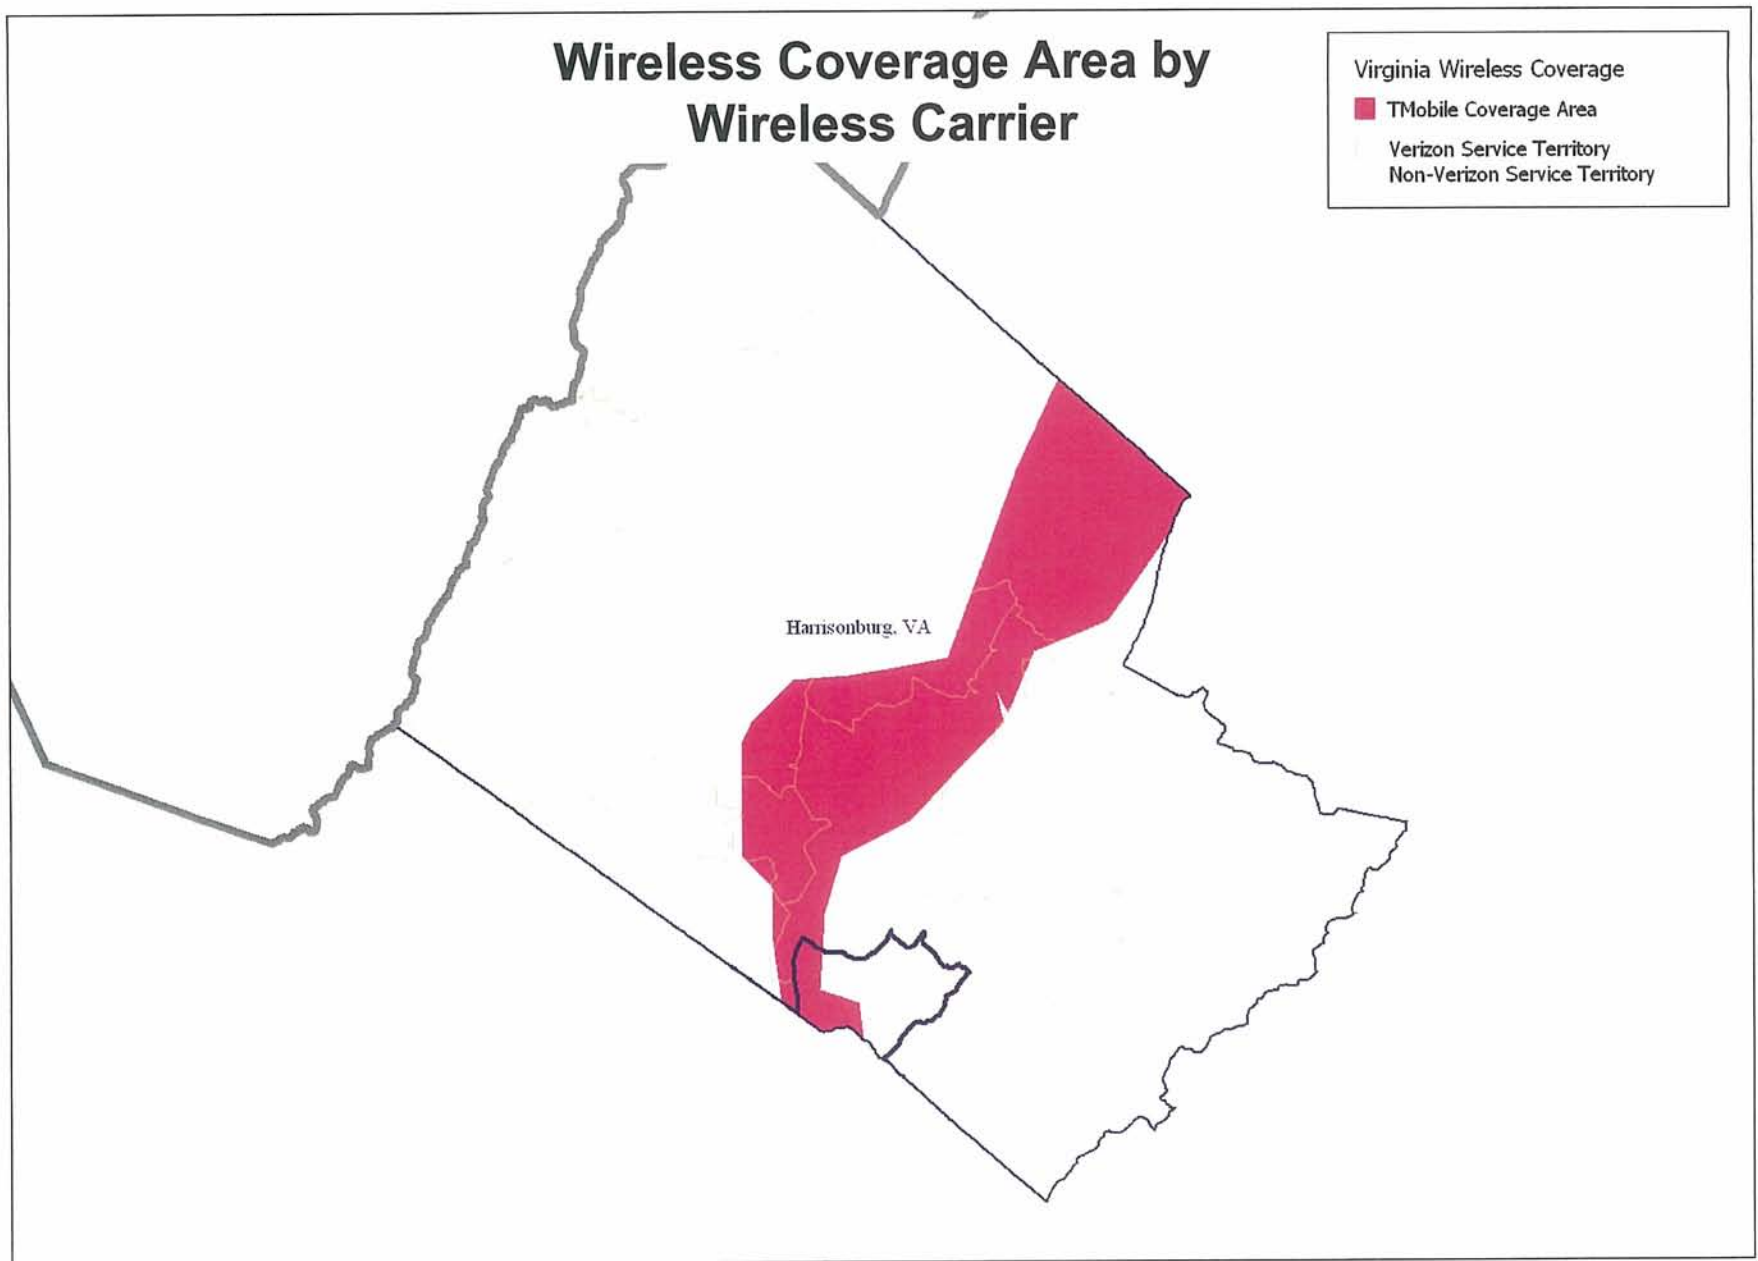 Wireless Coverage Area by
Wireless Carrier
Virginia Wireless Coverage
TMobile Coverage Area
Verizon Service Territory
Non-Verizon Service Territory
Harrisonburg, VA